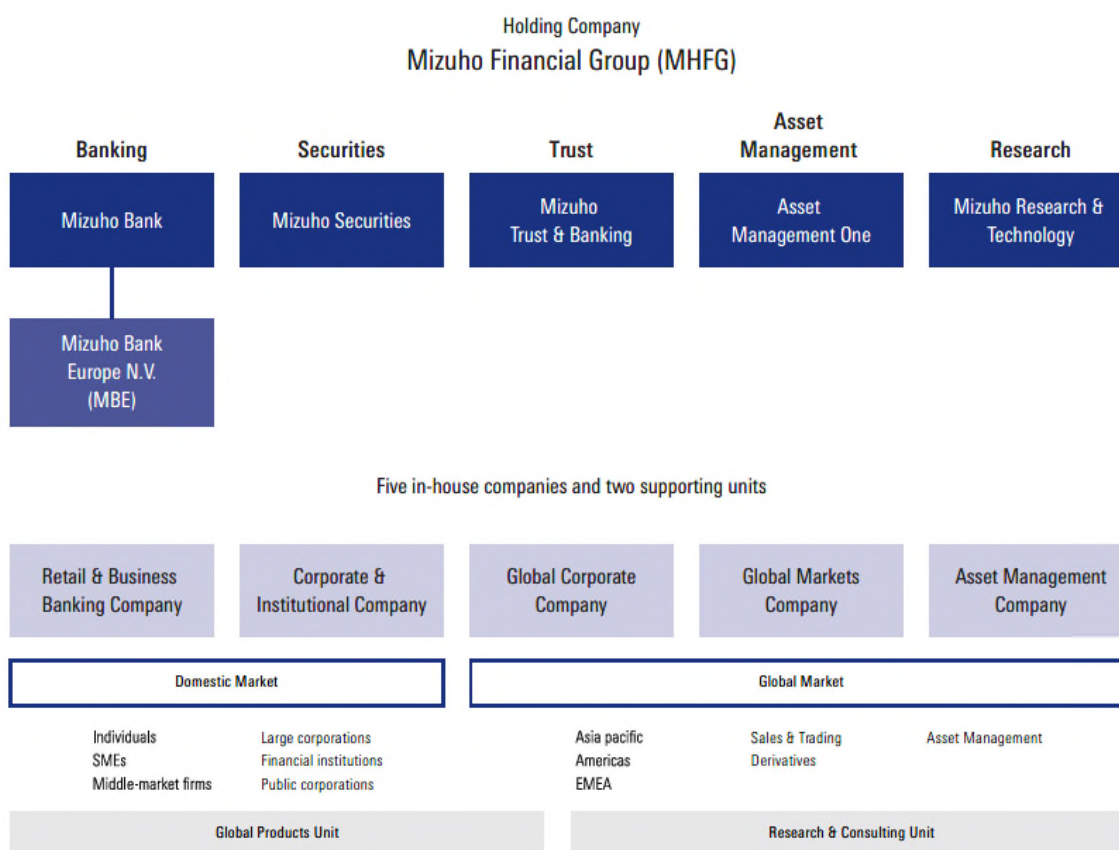 Holding Company
Mizuho Financial Group (MHFG)
Banking
Securities
Trust
Asset
Management
Research
Mizuho Bank
Mizuho Securities
Mizuho
Trust & Banking
Asset
Management One
Mizuho Research &
Technology
Mizuho Bank
Europe N.V.
(MBE)
Five in-house companies and two supporting units
Retail & Business
Banking Company
Corporate &
Institutional Company
Global Corporate
Company
Global Markets
Company
Asset Management
Company
Domestic Market
Global Market
Individuals
SMEs
Middle-market firms
Large corporations
Financial institutions
Public corporations
Asia pacific
Americas
EMEA
Sales & Trading
Derivatives
Asset Management
Global Products Unit
Research & Consulting Unit